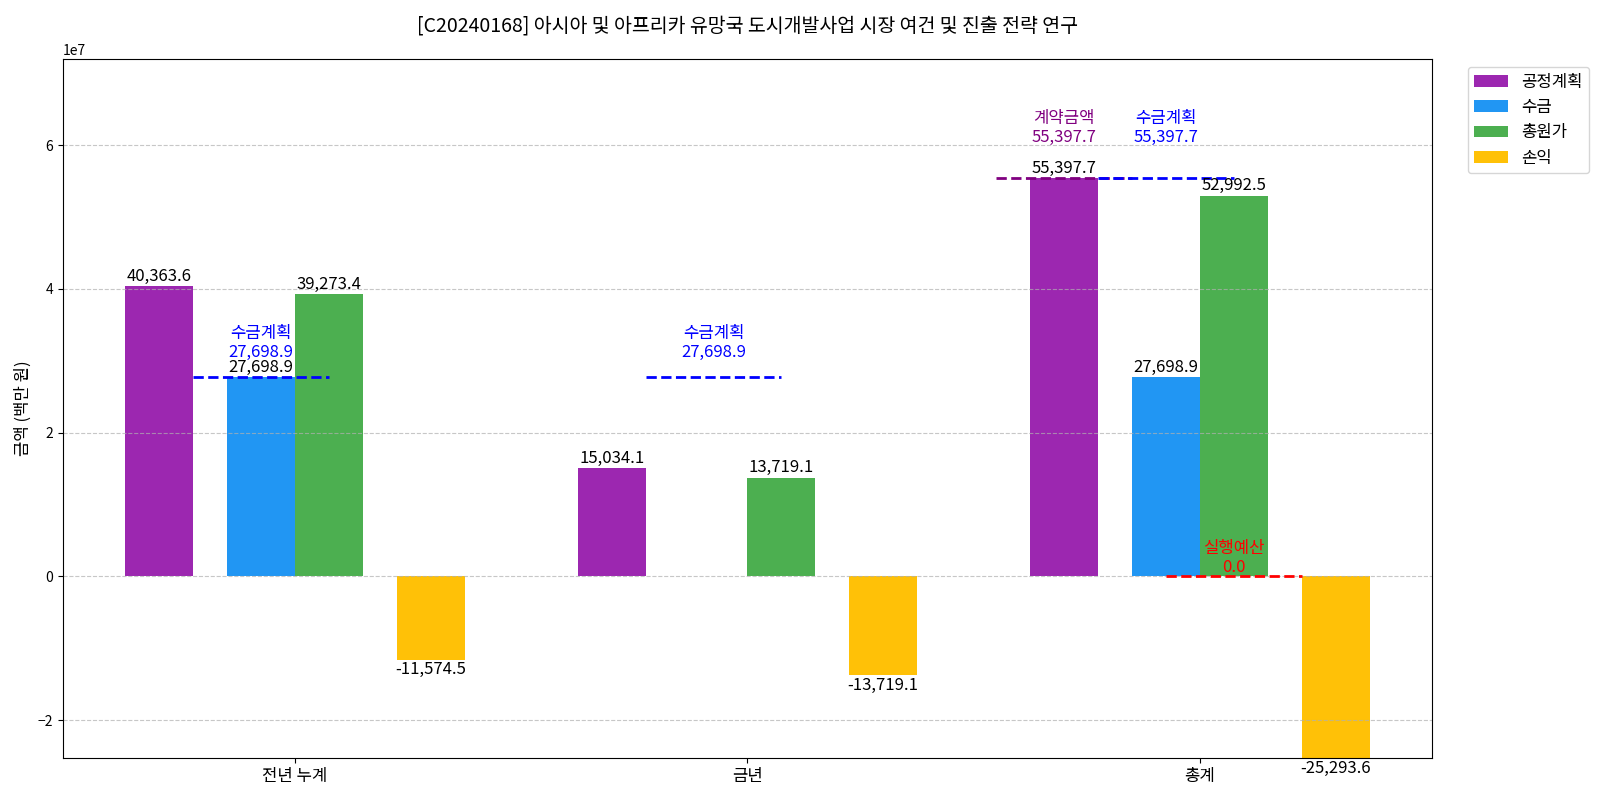 [C20240168] 아시아 및 아프리카 유망국 도시개발사업 시장 여건 및 진출 전략 연구
1e7
공정계획
수금
총원가
손익
계약금액
55,397.7
수금계획
55,397.7
55,397.7
52,992.5
6
40,363.6
39,273.4
4
수금계획
27,698.9
27,698.9
수금계획
27,698.9
27,698.9
금액 (백만 원)
2
15,034.1
13,719.1
실행예산
0.0
0
-11,574.5
-13,719.1
−2
-25,293.6
전년 누계
금년
총계